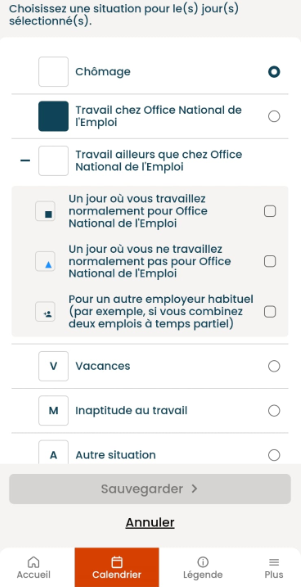 Choisissez une situation pour le(s) jour(s)
sélectionné(s).
Chômage
Travail chez Office National de
l'Emploi
Travail ailleurs que chez Office
National de l'Emploi
Un jour où vous travaillez
normalement pour Office
National de l'Emploi
Un jour où vous ne travaillez
normalement pas pour Office
National de l'Emploi
Pour un autre employeur habituel
(par exemple, si vous combinez
deux emplois à temps partiel)
V Vacances
M Inaptitude au travail
A Autre situation
Sauvegarder
Annuler
Accueil Calendrier Légende Plus